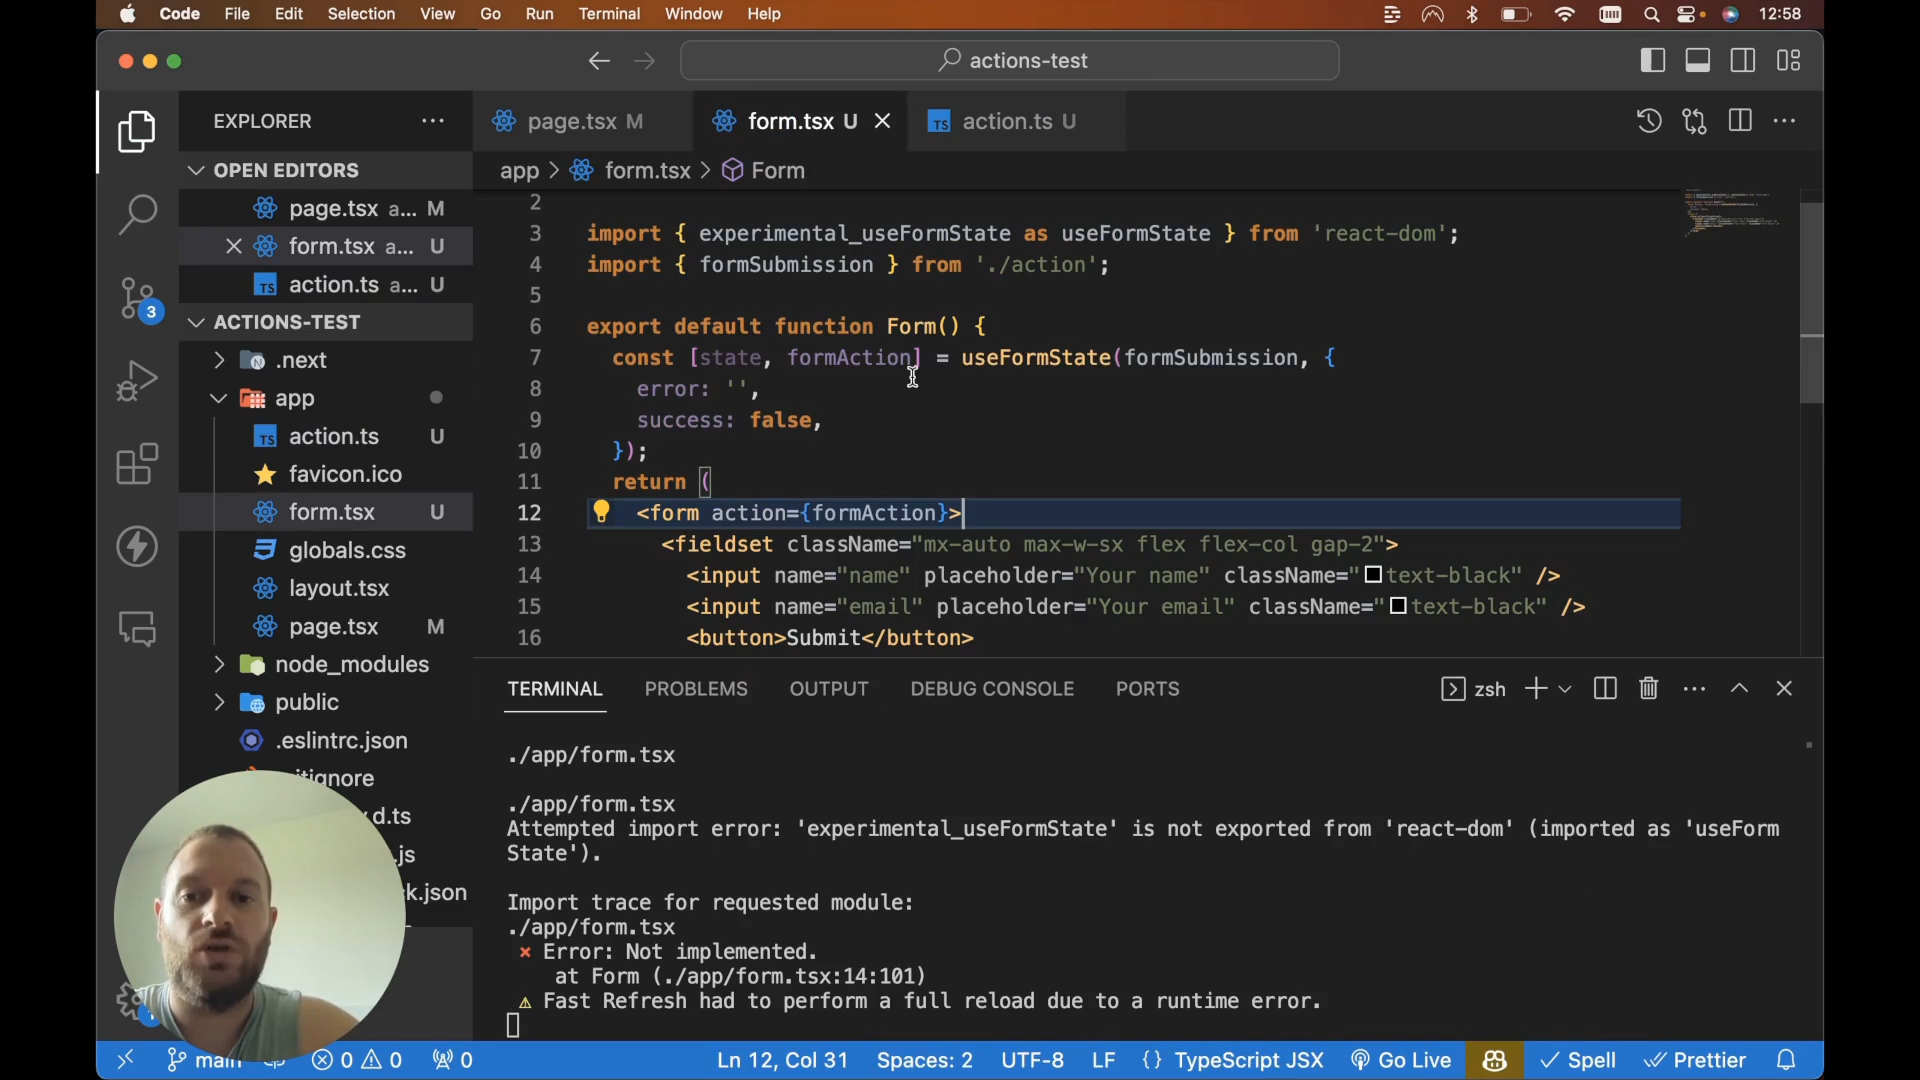 Code File Edit Selection View Go Run Terminal Window Help 12:58
actions-test
EXPLORER
page.tsx M
form.tsx U
action.ts U
OPEN EDITORS
app > form.tsx > Form
page.tsx a... M
form.tsx a... U
action.ts a... U
ACTIONS-TEST
.next
app
action.ts U
favicon.ico
form.tsx U
globals.css
layout.tsx
page.tsx M
node_modules
public
.eslintrc.json
itignore
d.ts
.js
k.json
3
2
3 import { experimental_useFormState as useFormState } from 'react-dom';
4 import { formSubmission } from './action';
5
6 export default function Form() {
7 const [state, formAction] = useFormState(formSubmission, {
8 error: '',
9 success: false,
10 });
11 return (
12 <form action={formAction}>
13 <fieldset className="mx-auto max-w-sx flex flex-col gap-2">
14 <input name="name" placeholder="Your name" className="text-black" />
15 <input name="email" placeholder="Your email" className="text-black" />
16 <button>Submit</button>
TERMINAL PROBLEMS OUTPUT DEBUG CONSOLE PORTS zsh
./app/form.tsx
./app/form.tsx
Attempted import error: 'experimental_useFormState' is not exported from 'react-dom' (imported as 'useForm
State').
Import trace for requested module:
./app/form.tsx
× Error: Not implemented.
at Form (./app/form.tsx:14:101)
⚠ Fast Refresh had to perform a full reload due to a runtime error.
main 0 0 0 Ln 12, Col 31 Spaces: 2 UTF-8 LF {} TypeScript JSX Go Live Spell Prettier